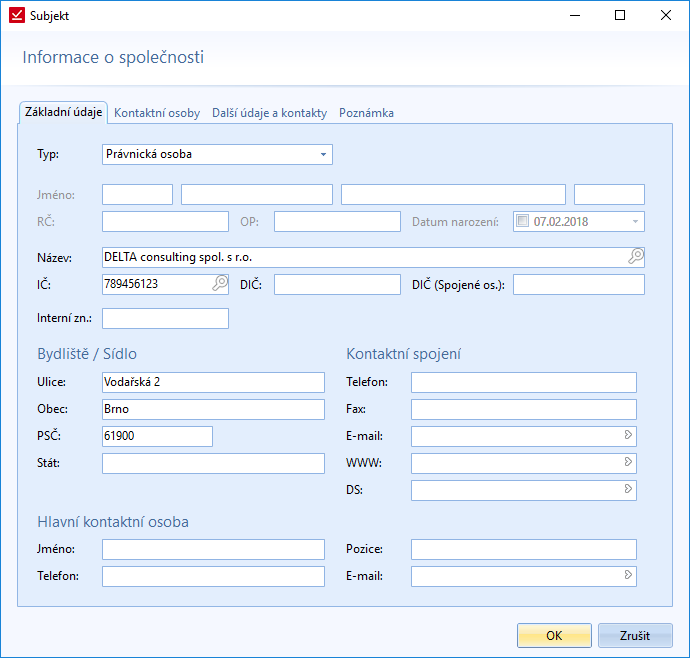 Subjekt
Informace o společnosti
Základní údaje Kontaktní osoby Další údaje a kontakty Poznámka
Typ: Právnická osoba
Jméno:
RČ: OP: Datum narození: 07.02.2018
Název: DELTA consulting spol. s r.o.
IČ: 789456123 DIČ: DIČ (Spojené os.):
Interní zn.:
Bydliště / Sídlo Kontaktní spojení
Ulice: Vodařská 2 Telefon:
Obec: Brno Fax:
PSČ: 61900 E-mail:
Stát: WWW:
DS:
Hlavní kontaktní osoba
Jméno: Pozice:
Telefon: E-mail:
OK Zrušit